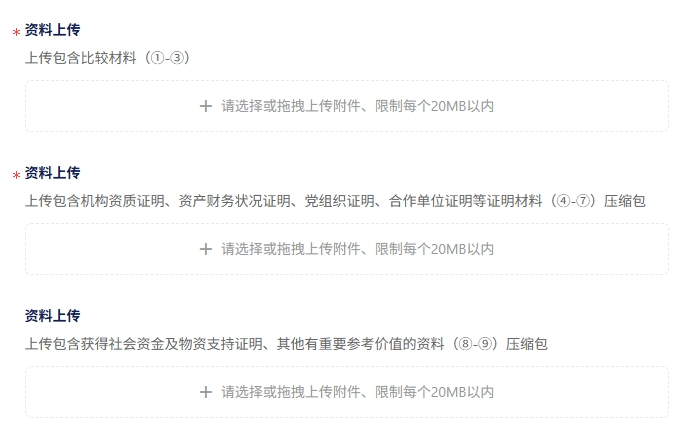 * 资料上传
上传包含比较材料（①-③）
+ 请选择或拖拽上传附件、限制每个20MB以内
* 资料上传
上传包含机构资质证明、资产财务状况证明、党组织证明、合作单位证明等证明材料（④-⑦）压缩包
+ 请选择或拖拽上传附件、限制每个20MB以内
资料上传
上传包含获得社会资金及物资支持证明、其他有重要参考价值的资料（⑧-⑨）压缩包
+ 请选择或拖拽上传附件、限制每个20MB以内